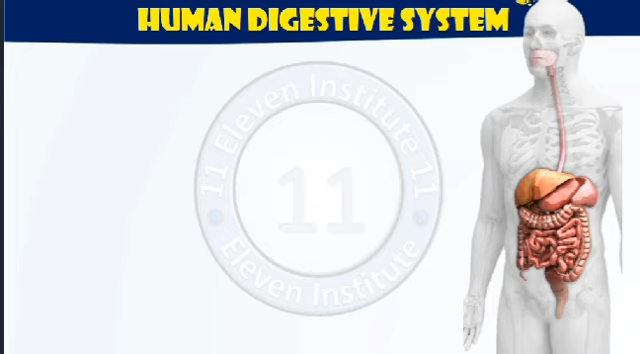 HUMAN DIGESTIVE SYSTEM
11 Eleven Institute 11
11
Eleven Institute